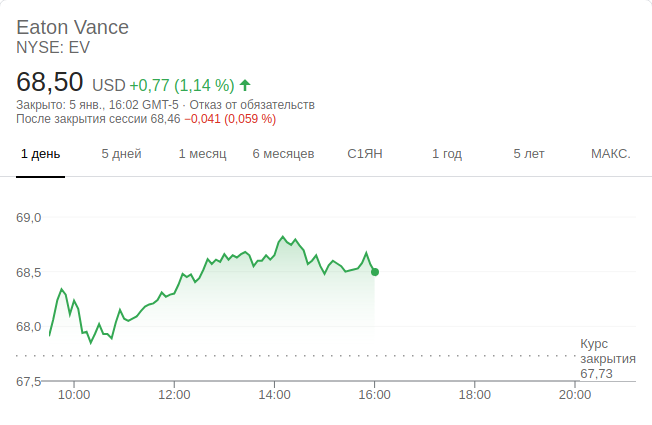 Eaton Vance
NYSE: EV
68,50 USD +0,77 (1,14 %)
Закрыто: 5 янв., 16:02 GMT-5 · Отказ от обязательств
После закрытия сессии 68,46 −0,041 (0,059 %)
1 день 5 дней 1 месяц 6 месяцев С1ЯН 1 год 5 лет МАКС.
69,0
68,5
68,0
Курс
закрытия
67,73
67,5
10:00 12:00 14:00 16:00 18:00 20:00